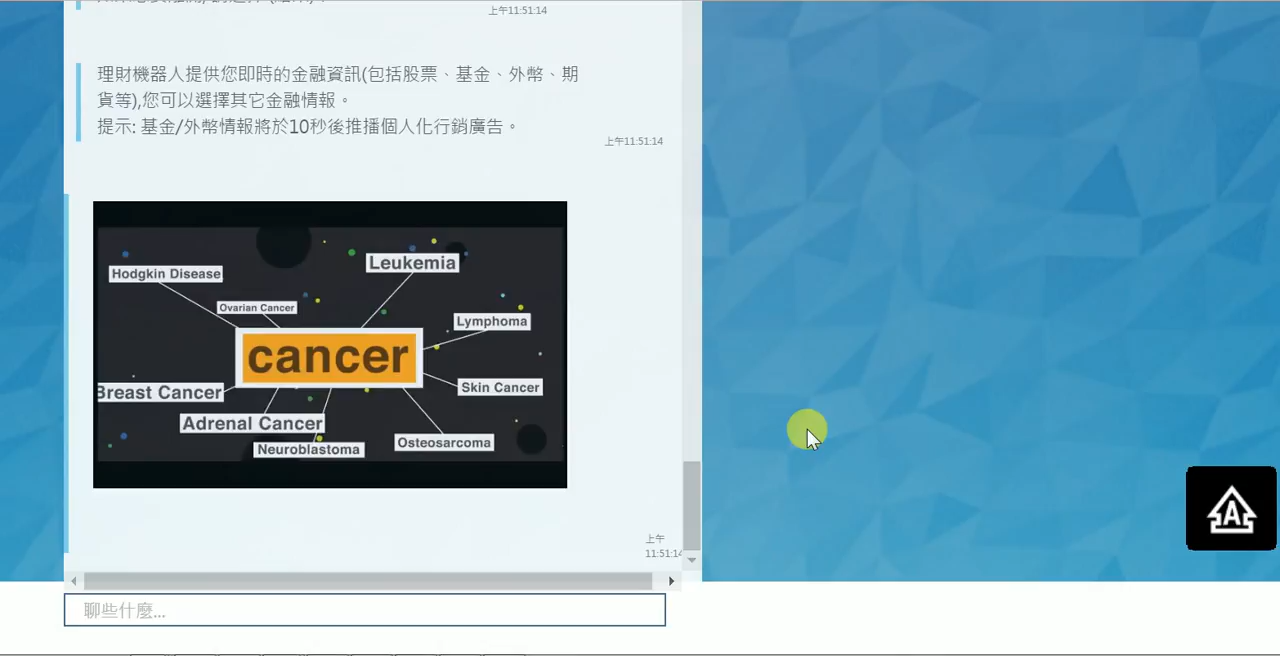 上午11:51:14
理財機器人提供您即時的金融資訊(包括股票、基金、外幣、期
貨等),您可以選擇其它金融情報。
提示: 基金/外幣情報將於10秒後推播個人化行銷廣告。
上午11:51:14
Leukemia
Hodgkin Disease
Ovarian Cancer
Lymphoma
cancer
Skin Cancer
Breast Cancer
Adrenal Cancer
Osteosarcoma
Neuroblastoma
A
上午
11:51:14
聊些什麼...